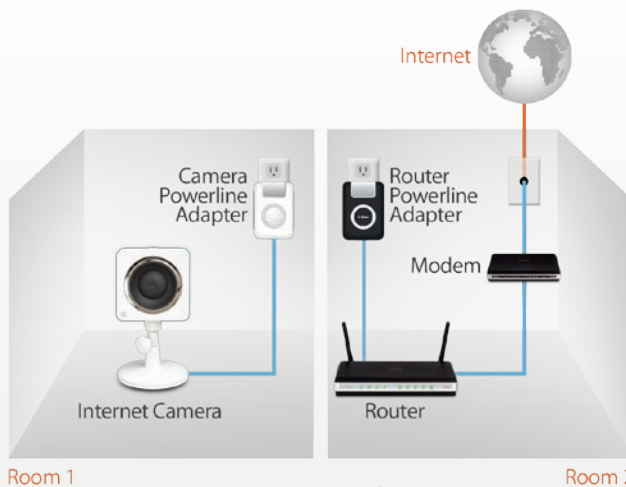 Internet
Camera
Powerline
Adapter
Router
Powerline
Adapter
Modem
Internet Camera
Router
Room 1
Room